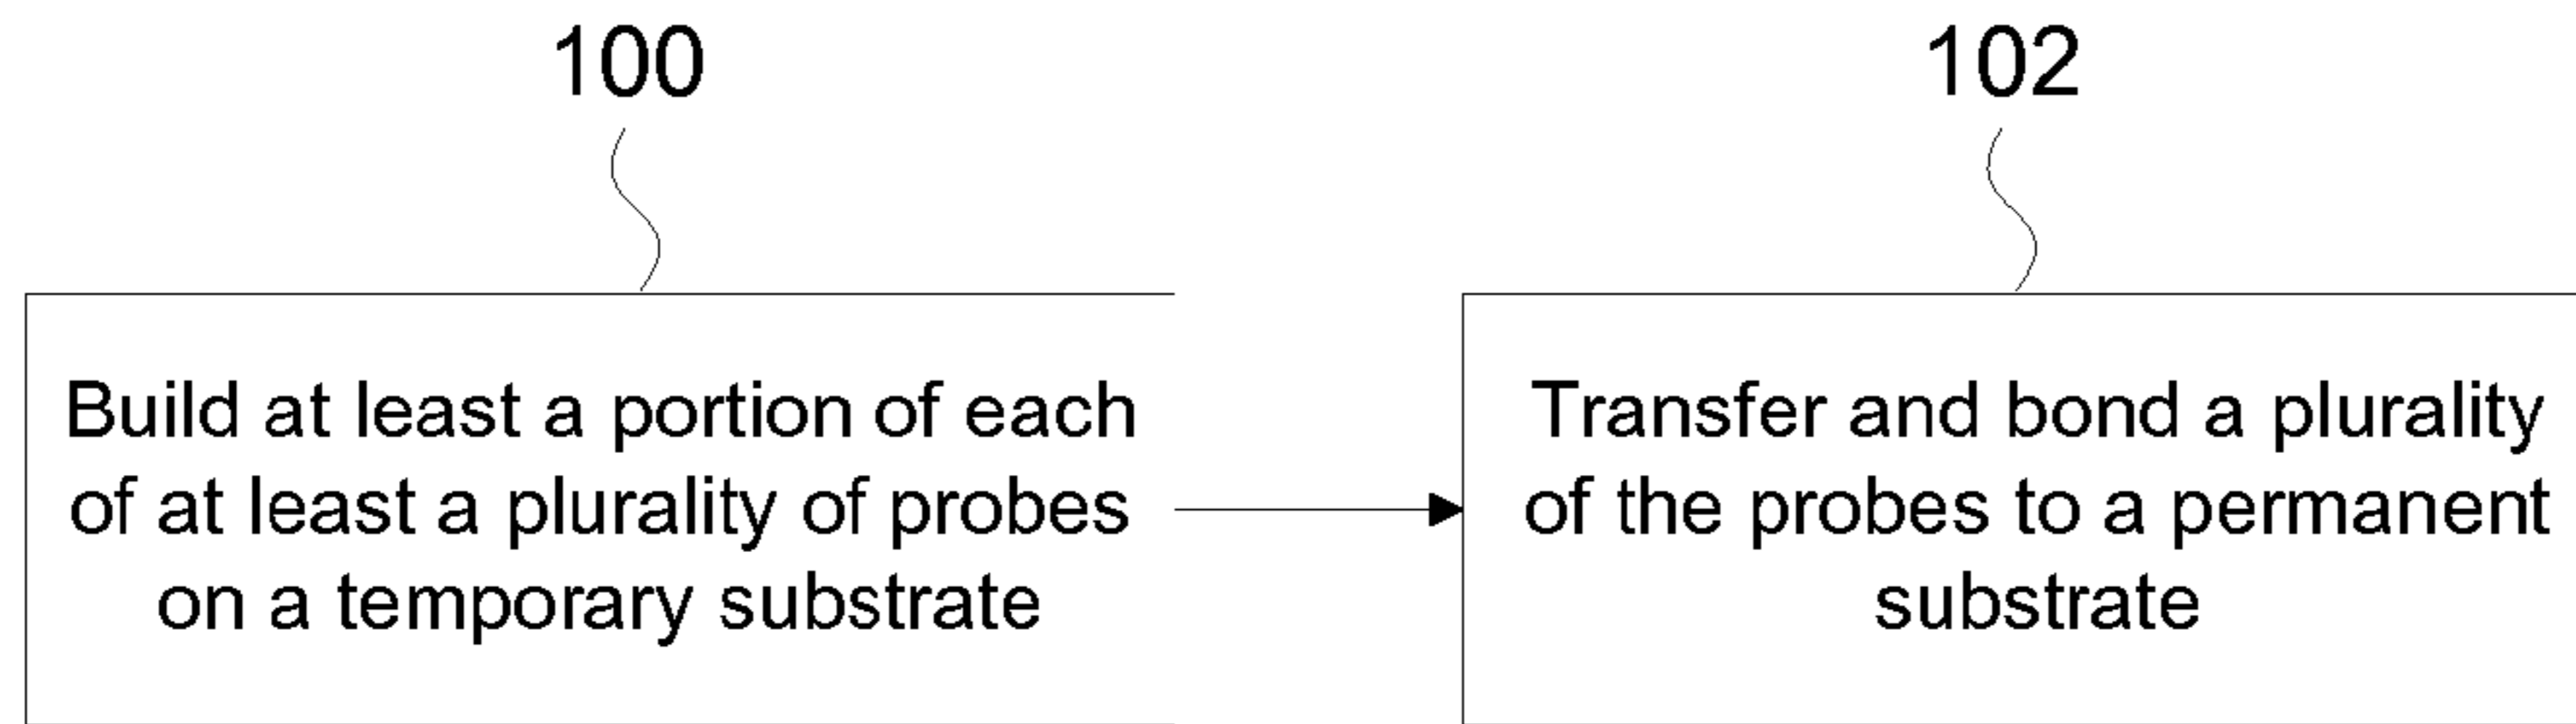 100
Build at least a portion of each
of at least a plurality of probes
on a temporary substrate
102
Transfer and bond a plurality
of the probes to a permanent
substrate